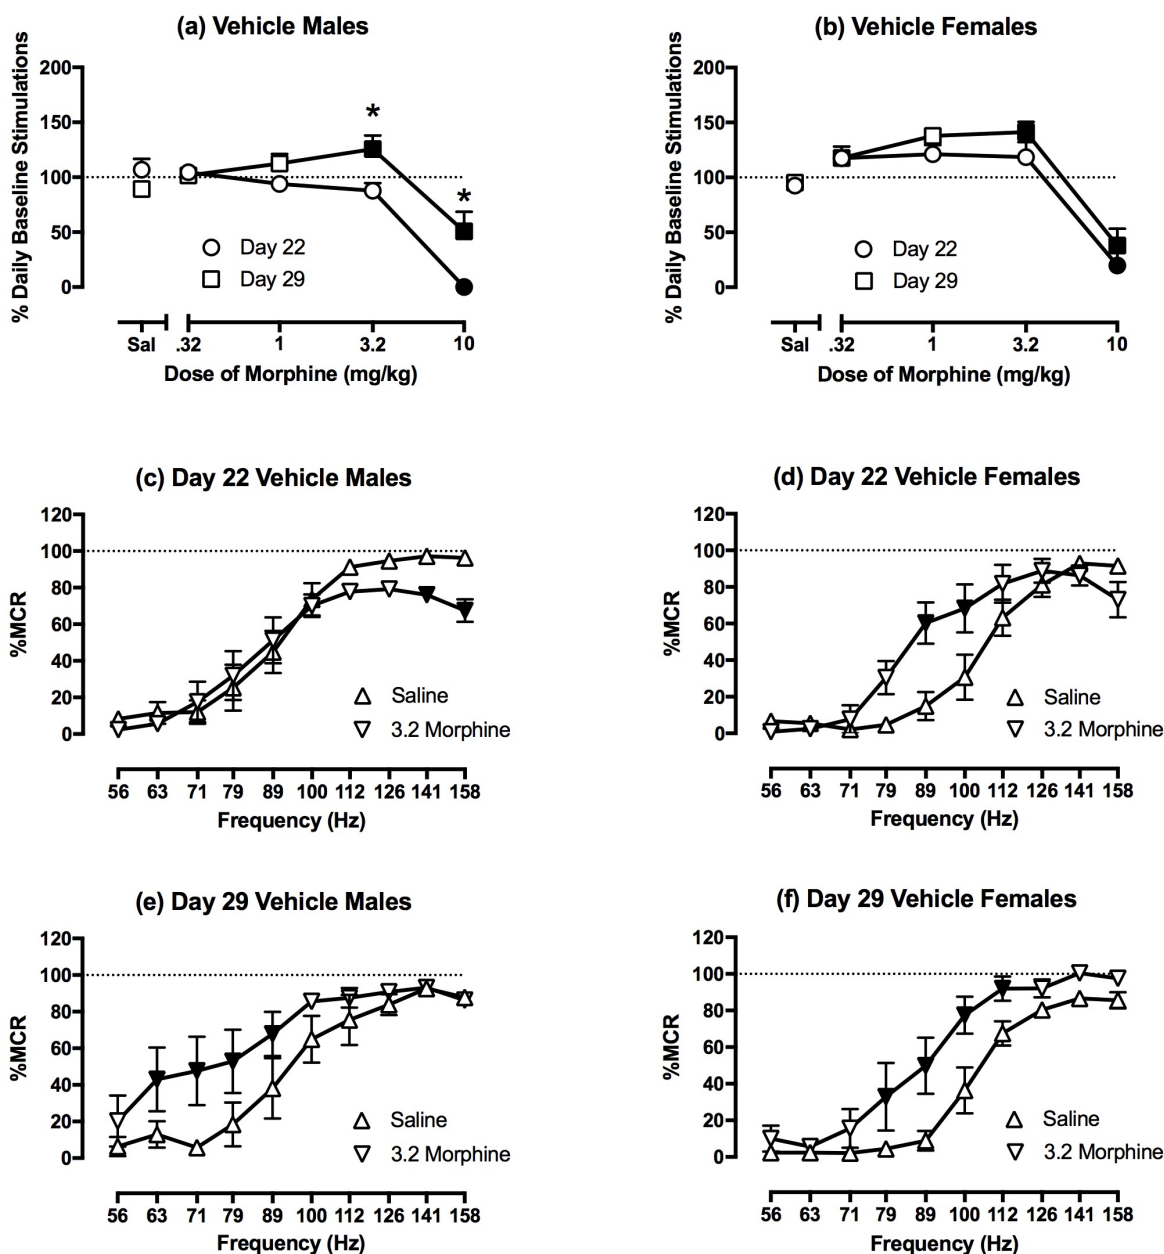 (a) Vehicle Males
% Daily Baseline Stimulations
200
150
100
50
0
*
*
Day 22
Day 29
Sal .32 1 3.2 10
Dose of Morphine (mg/kg)
(b) Vehicle Females
% Daily Baseline Stimulations
200
150
100
50
0
Day 22
Day 29
Sal .32 1 3.2 10
Dose of Morphine (mg/kg)
(c) Day 22 Vehicle Males
%MCR
120
100
80
60
40
20
0
Saline
3.2 Morphine
56 63 71 79 89 100 112 126 141 158
Frequency (Hz)
(d) Day 22 Vehicle Females
%MCR
120
100
80
60
40
20
0
Saline
3.2 Morphine
56 63 71 79 89 100 112 126 141 158
Frequency (Hz)
(e) Day 29 Vehicle Males
%MCR
120
100
80
60
40
20
0
Saline
3.2 Morphine
56 63 71 79 89 100 112 126 141 158
Frequency (Hz)
(f) Day 29 Vehicle Females
%MCR
120
100
80
60
40
20
0
Saline
3.2 Morphine
56 63 71 79 89 100 112 126 141 158
Frequency (Hz)